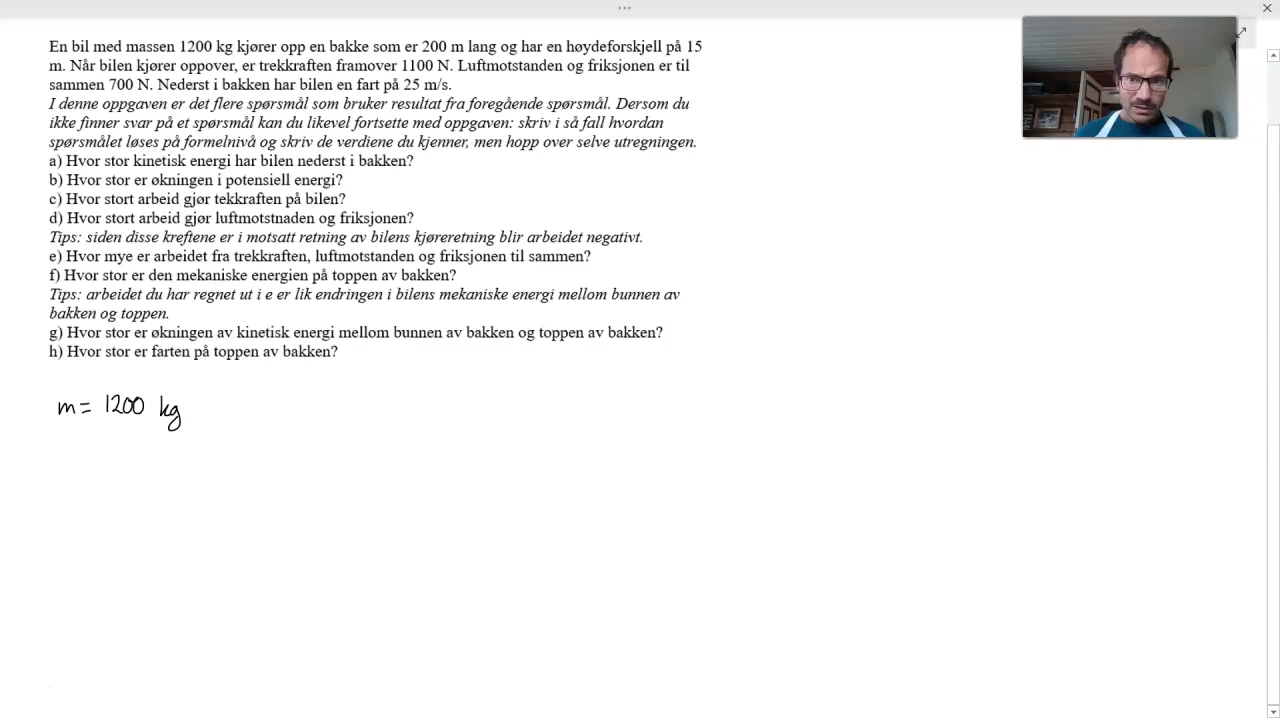 En bil med massen 1200 kg kjører opp en bakke som er 200 m lang og har en høydeforskjell på 15
m. Når bilen kjører oppover, er trekkraften framover 1100 N. Luftmotstanden og friksjonen er til
sammen 700 N. Nederst i bakken har bilen en fart på 25 m/s.
I denne oppgaven er det flere spørsmål som bruker resultat fra foregående spørsmål. Dersom du
ikke finner svar på et spørsmål kan du likevel fortsette med oppgaven: skriv i så fall hvordan
spørsmålet løses på formelnivå og skriv de verdiene du kjenner, men hopp over selve utregningen.
a) Hvor stor kinetisk energi har bilen nederst i bakken?
b) Hvor stor er økningen i potensiell energi?
c) Hvor stort arbeid gjør tekkraften på bilen?
d) Hvor stort arbeid gjør luftmotstnaden og friksjonen?
Tips: siden disse kreftene er i motsatt retning av bilens kjøreretning blir arbeidet negativt.
e) Hvor mye er arbeidet fra trekkraften, luftmotstanden og friksjonen til sammen?
f) Hvor stor er den mekaniske energien på toppen av bakken?
Tips: arbeidet du har regnet ut i e er lik endringen i bilens mekaniske energi mellom bunnen av
bakken og toppen.
g) Hvor stor er økningen av kinetisk energi mellom bunnen av bakken og toppen av bakken?
h) Hvor stor er farten på toppen av bakken?
m= 1200 kg